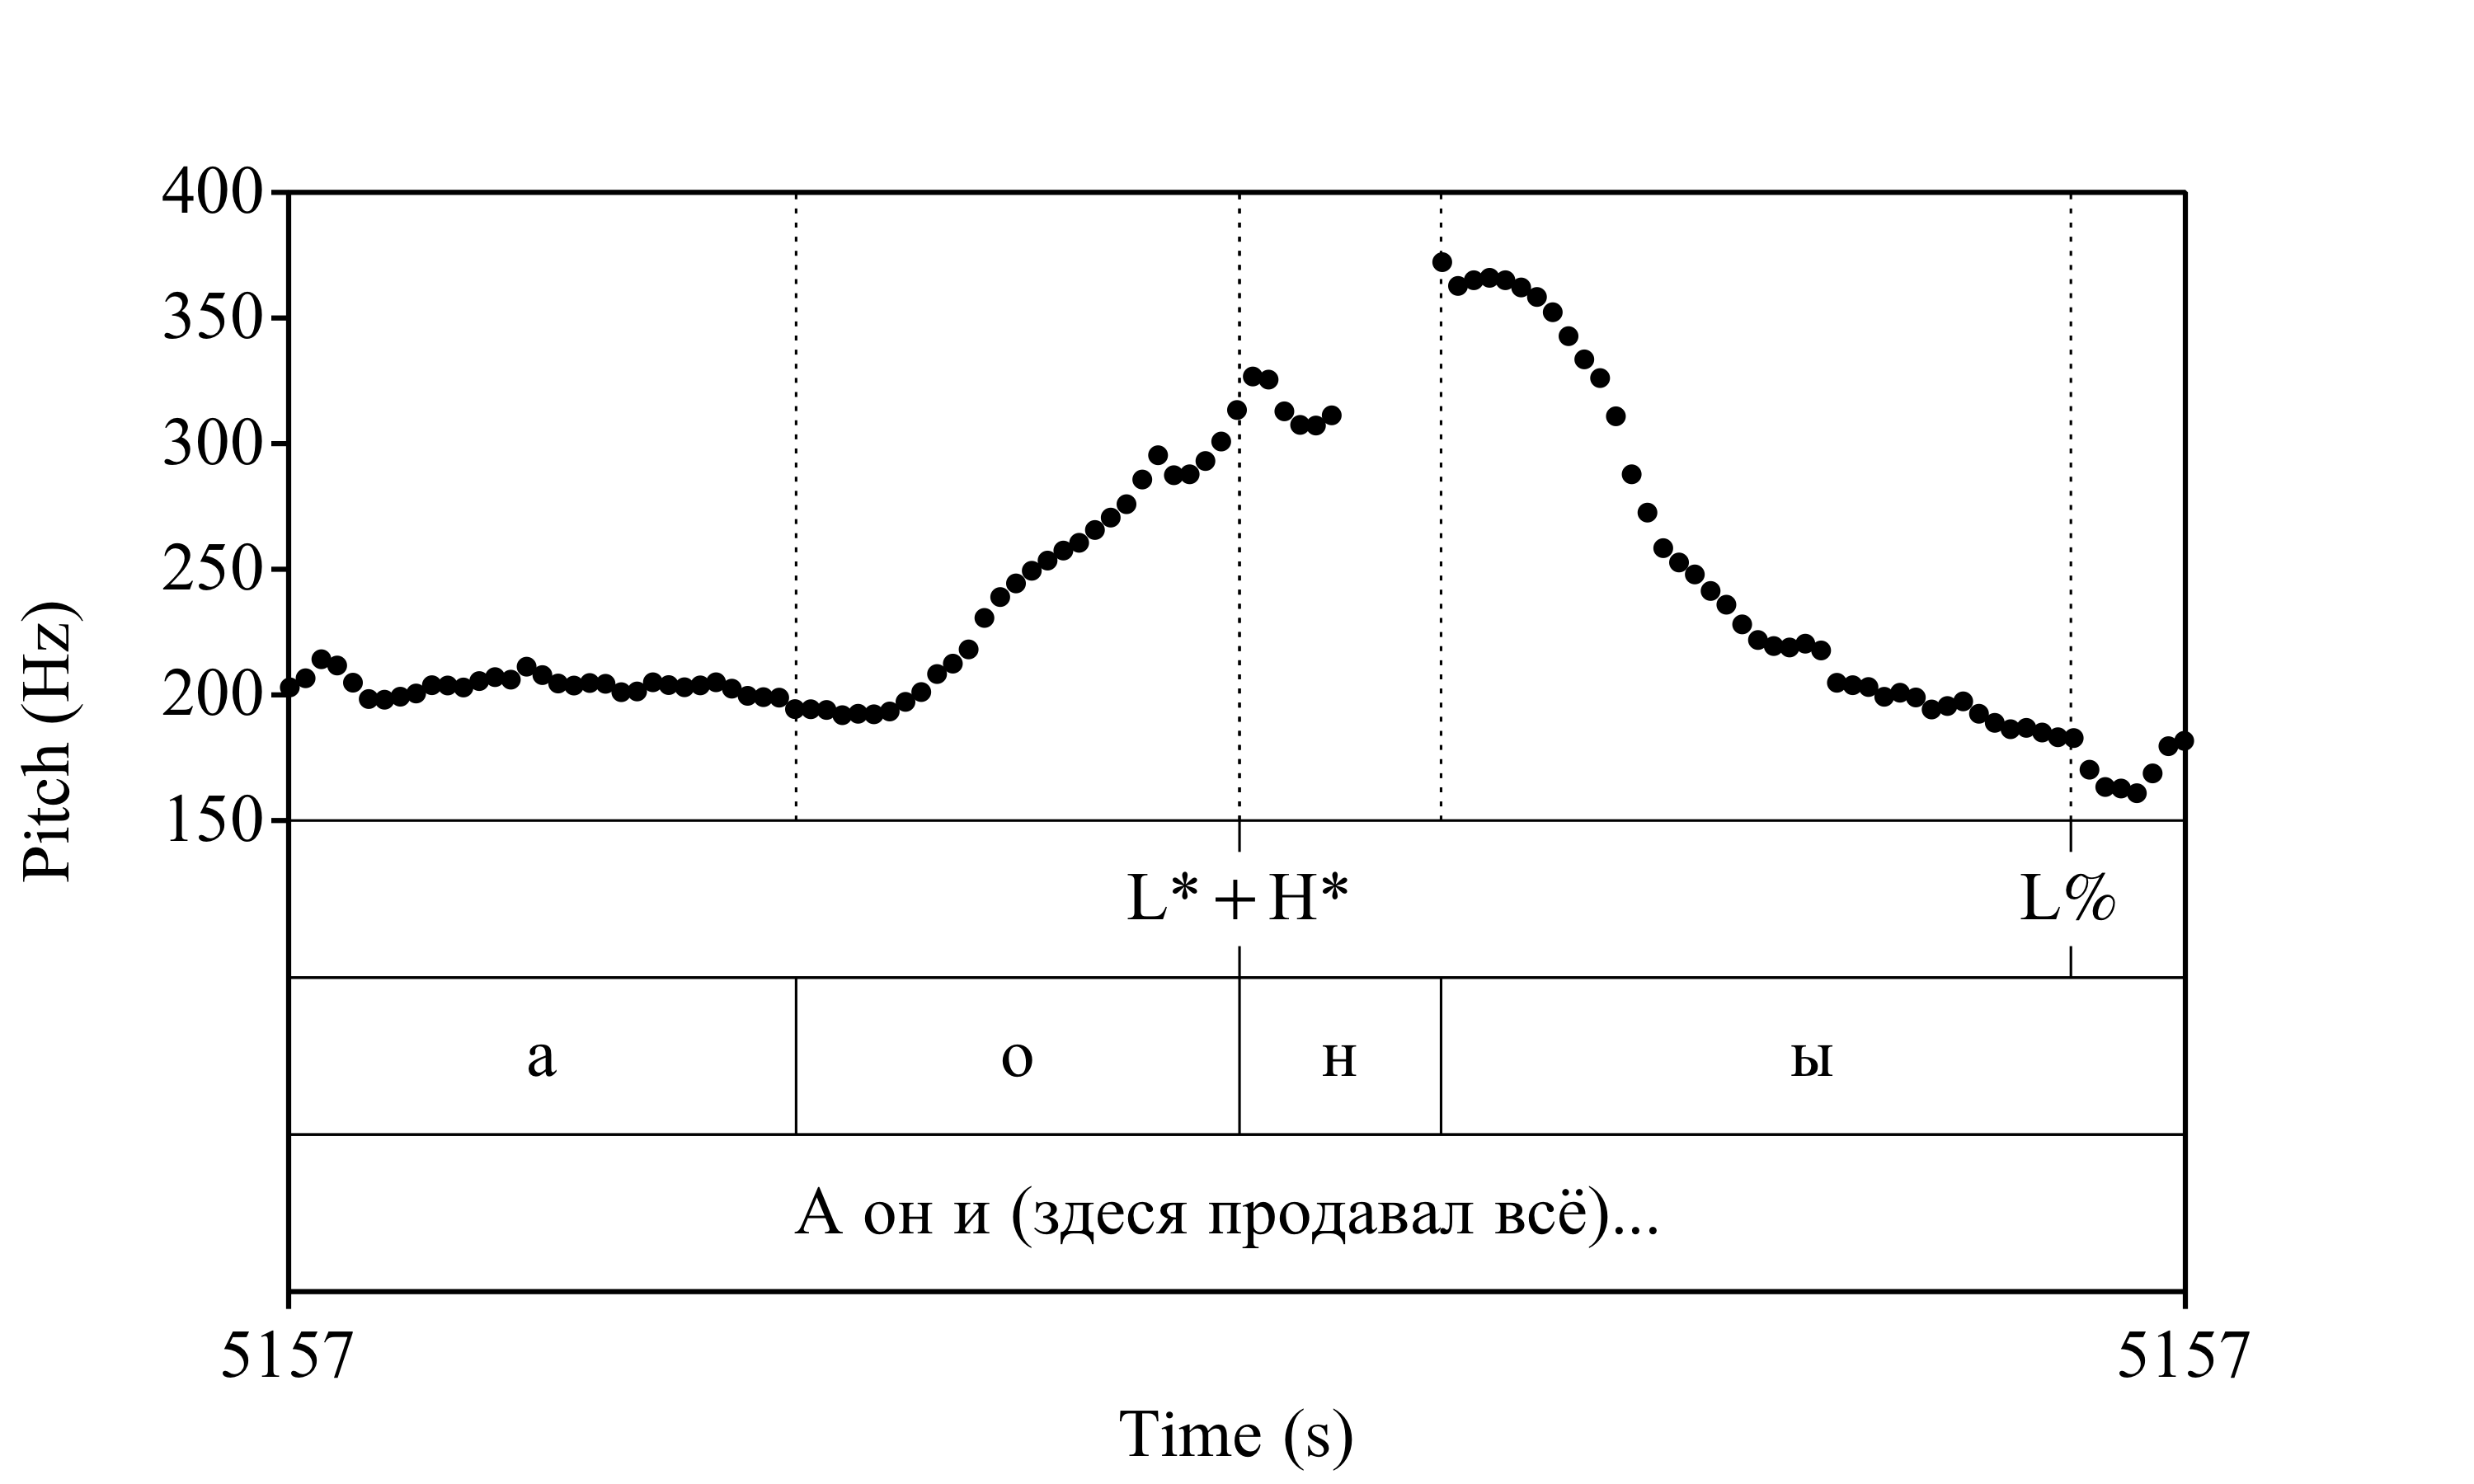 400
350
300
250
200
150
Pitch (Hz)
L*+H* L%
а о н ы
А он и (здеся продавал всё)...
5157 5157
Time (s)